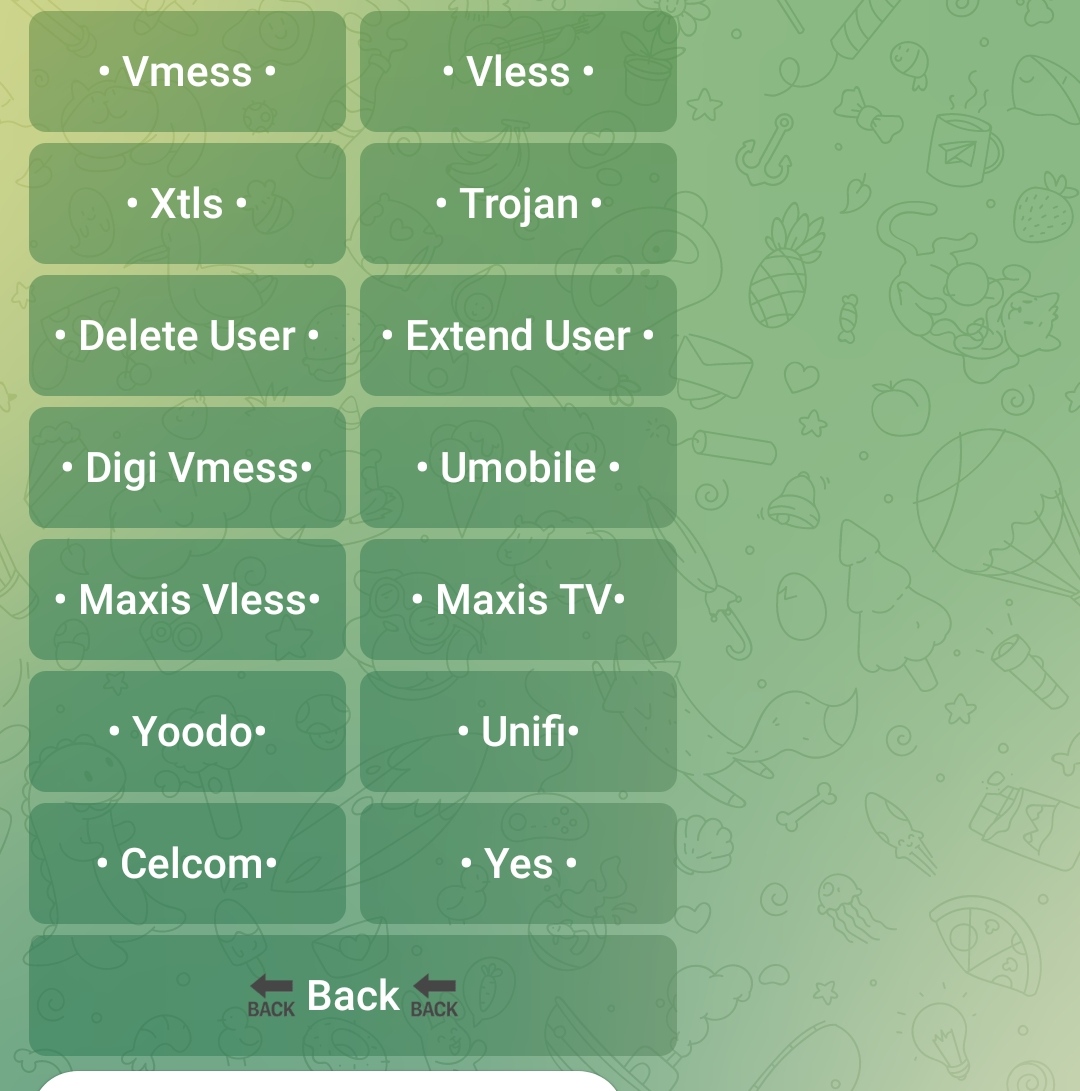 • Vmess •
• Vless •
• Xtls •
• Trojan •
• Delete User •
• Extend User •
• Digi Vmess•
• Umobile •
• Maxis Vless•
• Maxis TV•
• Yoodo•
• Unifi•
• Celcom•
• Yes •
BACK Back BACK